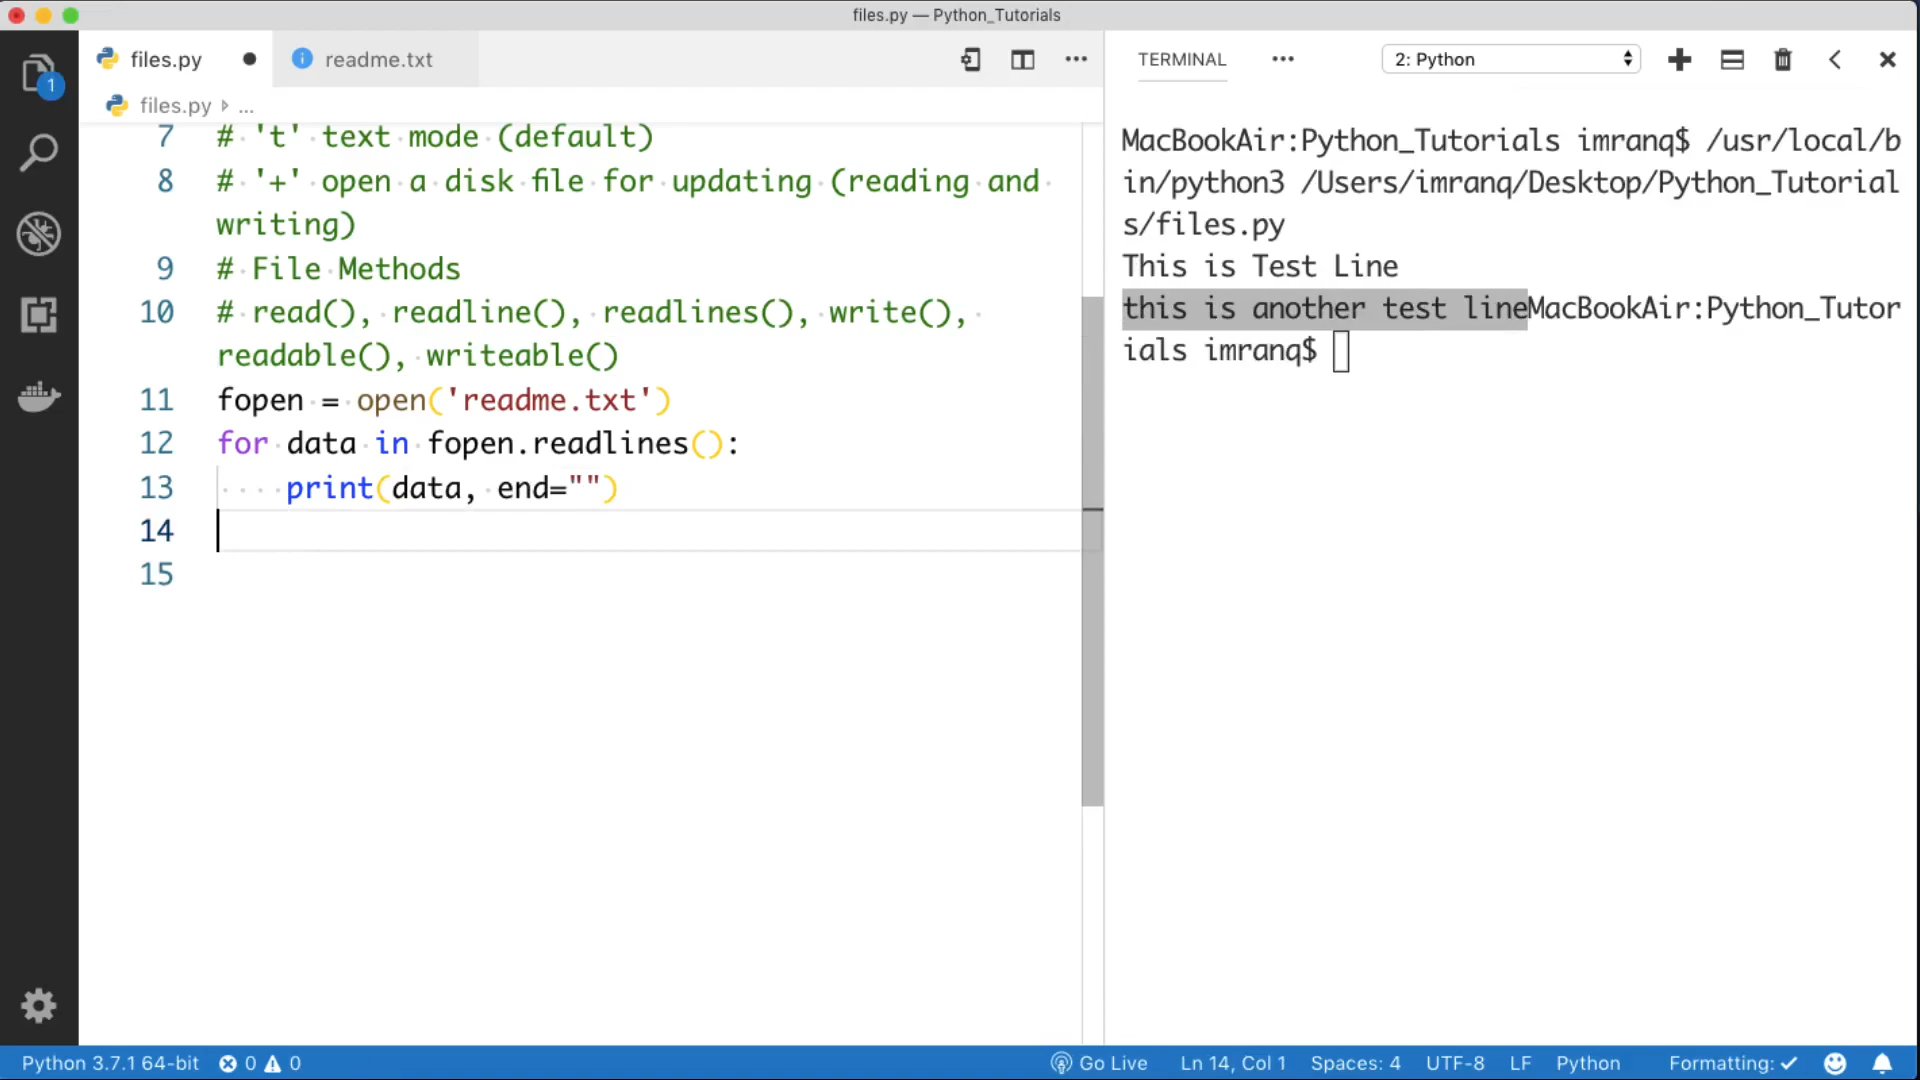 files.py — Python_Tutorials
files.py
readme.txt
files.py ...
7 # 't' text mode (default)
8 # '+' open a disk file for updating (reading and
writing)
9 # File Methods
10 # read(), readline(), readlines(), write(),
readable(), writeable()
11 fopen = open('readme.txt')
12 for data in fopen.readlines():
13 print(data, end="")
14
15
1
TERMINAL
2: Python
MacBookAir:Python_Tutorials imranq$ /usr/local/b
in/python3 /Users/imranq/Desktop/Python_Tutorial
s/files.py
This is Test Line
this is another test lineMacBookAir:Python_Tutor
ials imranq$
Python 3.7.1 64-bit 0 0 Go Live Ln 14, Col 1 Spaces: 4 UTF-8 LF Python Formatting: ✓